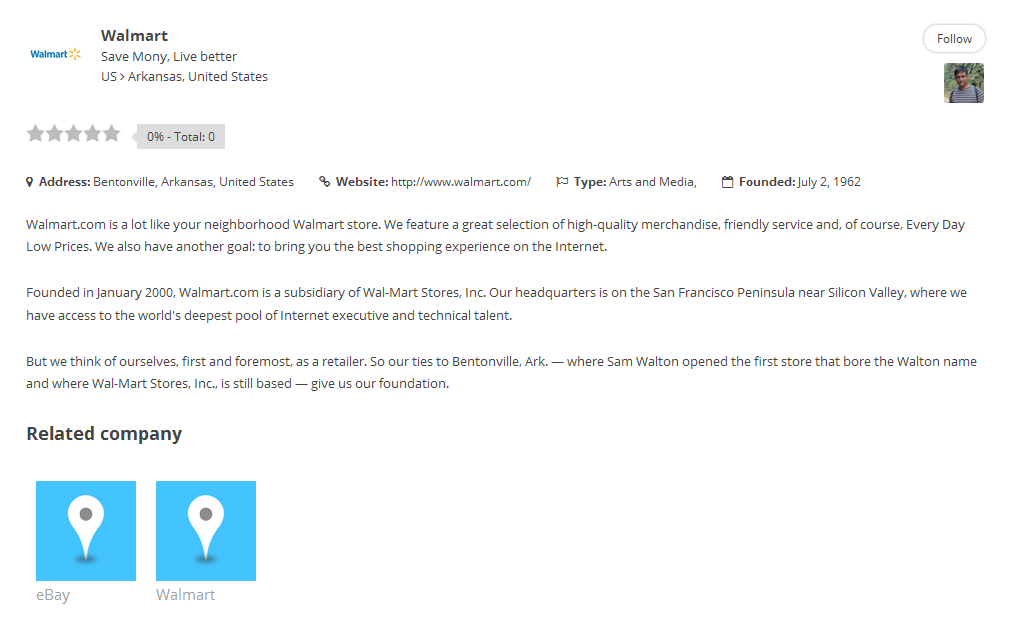 Walmart
Walmart
Save Mony, Live better
US › Arkansas, United States
Follow
0% - Total: 0
Address: Bentonville, Arkansas, United States
Website: http://www.walmart.com/
Type: Arts and Media,
Founded: July 2, 1962
Walmart.com is a lot like your neighborhood Walmart store. We feature a great selection of high-quality merchandise, friendly service and, of course, Every Day
Low Prices. We also have another goal: to bring you the best shopping experience on the Internet.
Founded in January 2000, Walmart.com is a subsidiary of Wal-Mart Stores, Inc. Our headquarters is on the San Francisco Peninsula near Silicon Valley, where we
have access to the world's deepest pool of Internet executive and technical talent.
But we think of ourselves, first and foremost, as a retailer. So our ties to Bentonville, Ark. — where Sam Walton opened the first store that bore the Walton name
and where Wal-Mart Stores, Inc., is still based — give us our foundation.
Related company
eBay
Walmart